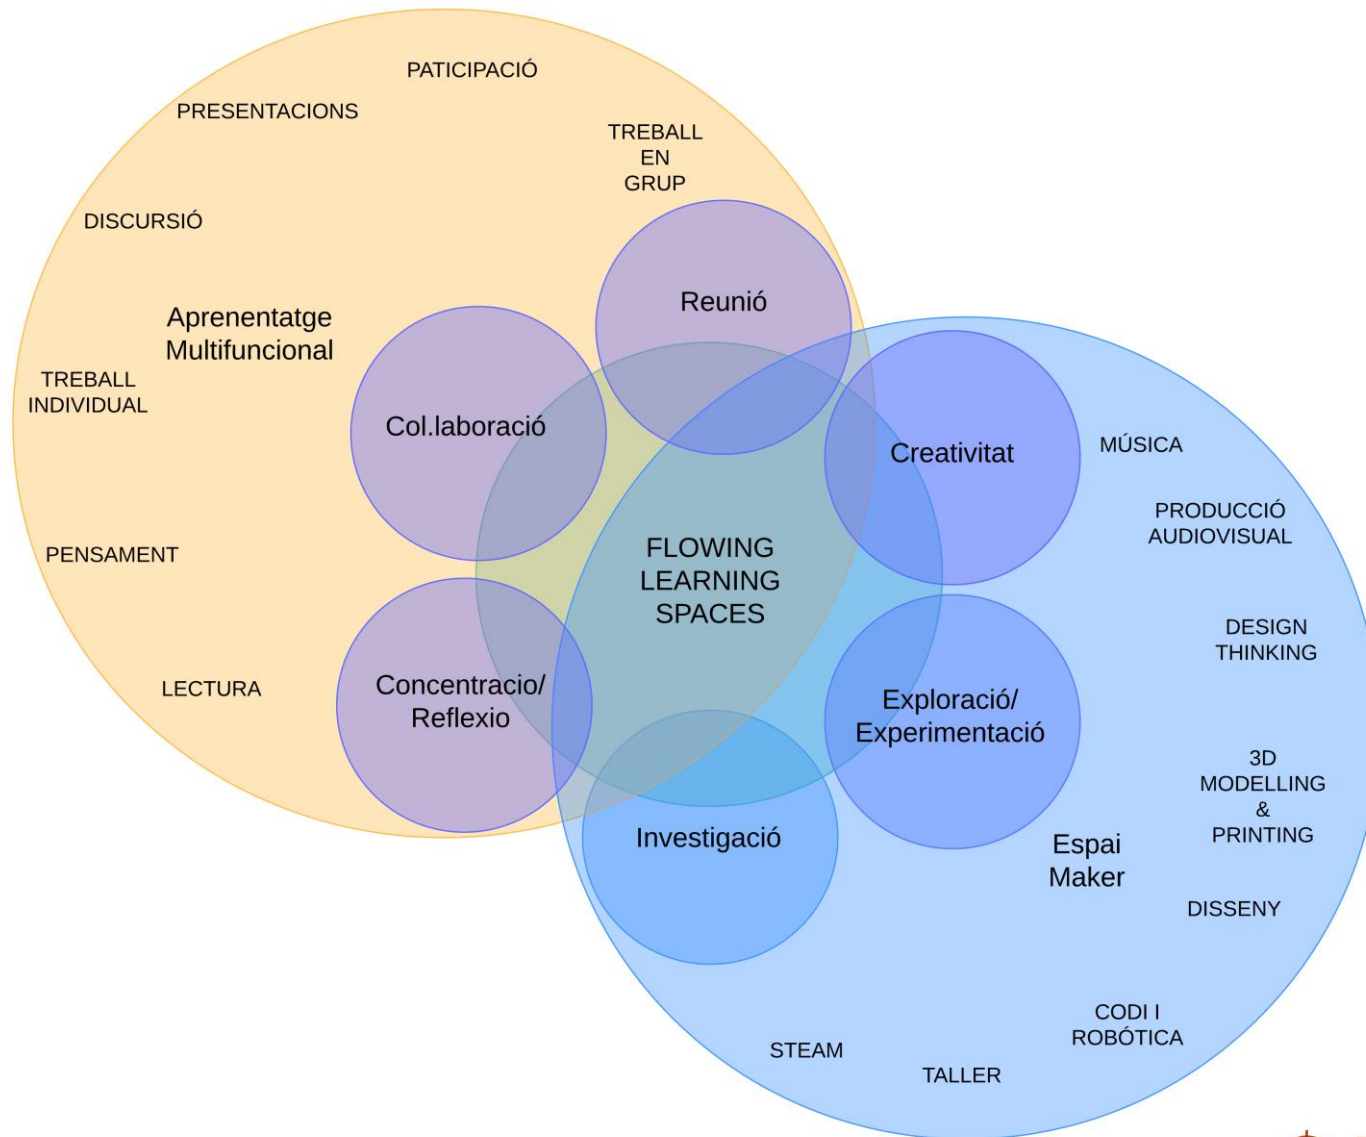 PATICIPACIÓ
PRESENTACIONS
TREBALL
EN
GRUP
DISCURSIÓ
Reunió
Aprenentatge
Multifuncional
TREBALL
INDIVIDUAL
Col.laboració
Creativitat
MÚSICA
PRODUCCIÓ
AUDIOVISUAL
PENSAMENT
FLOWING
LEARNING
SPACES
DESIGN
THINKING
LECTURA
Concentracio/
Reflexio
Exploració/
Experimentació
3D
MODELLING
&
PRINTING
Investigació
Espai
Maker
DISSENY
CODI I
ROBÓTICA
STEAM
TALLER